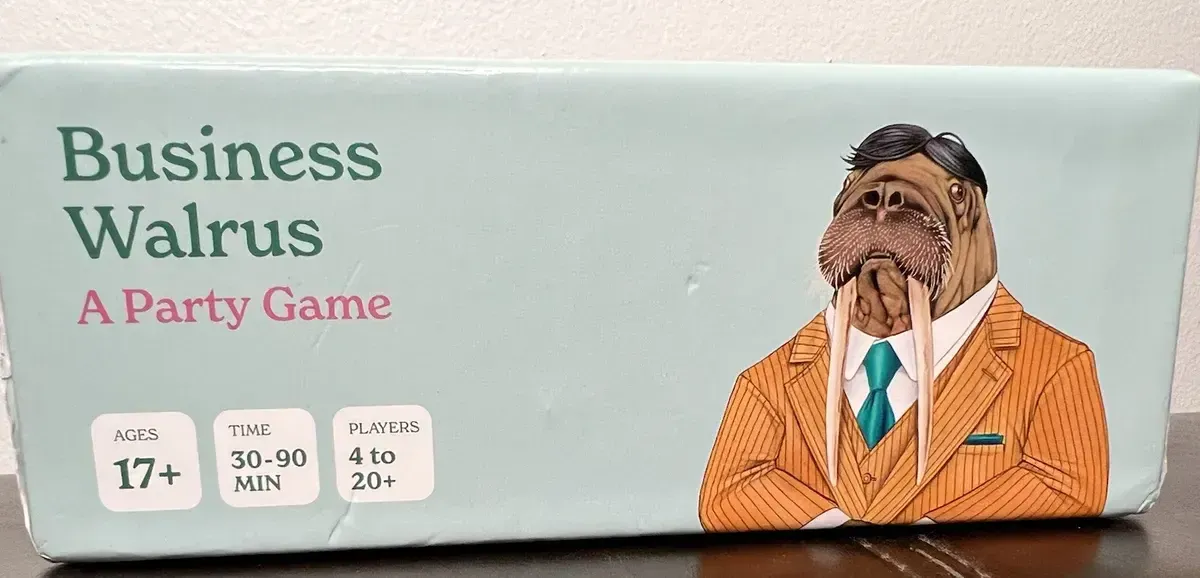 Business
Walrus
A Party Game
AGES
17+
TIME
30-90
MIN
PLAYERS
4 to
20+